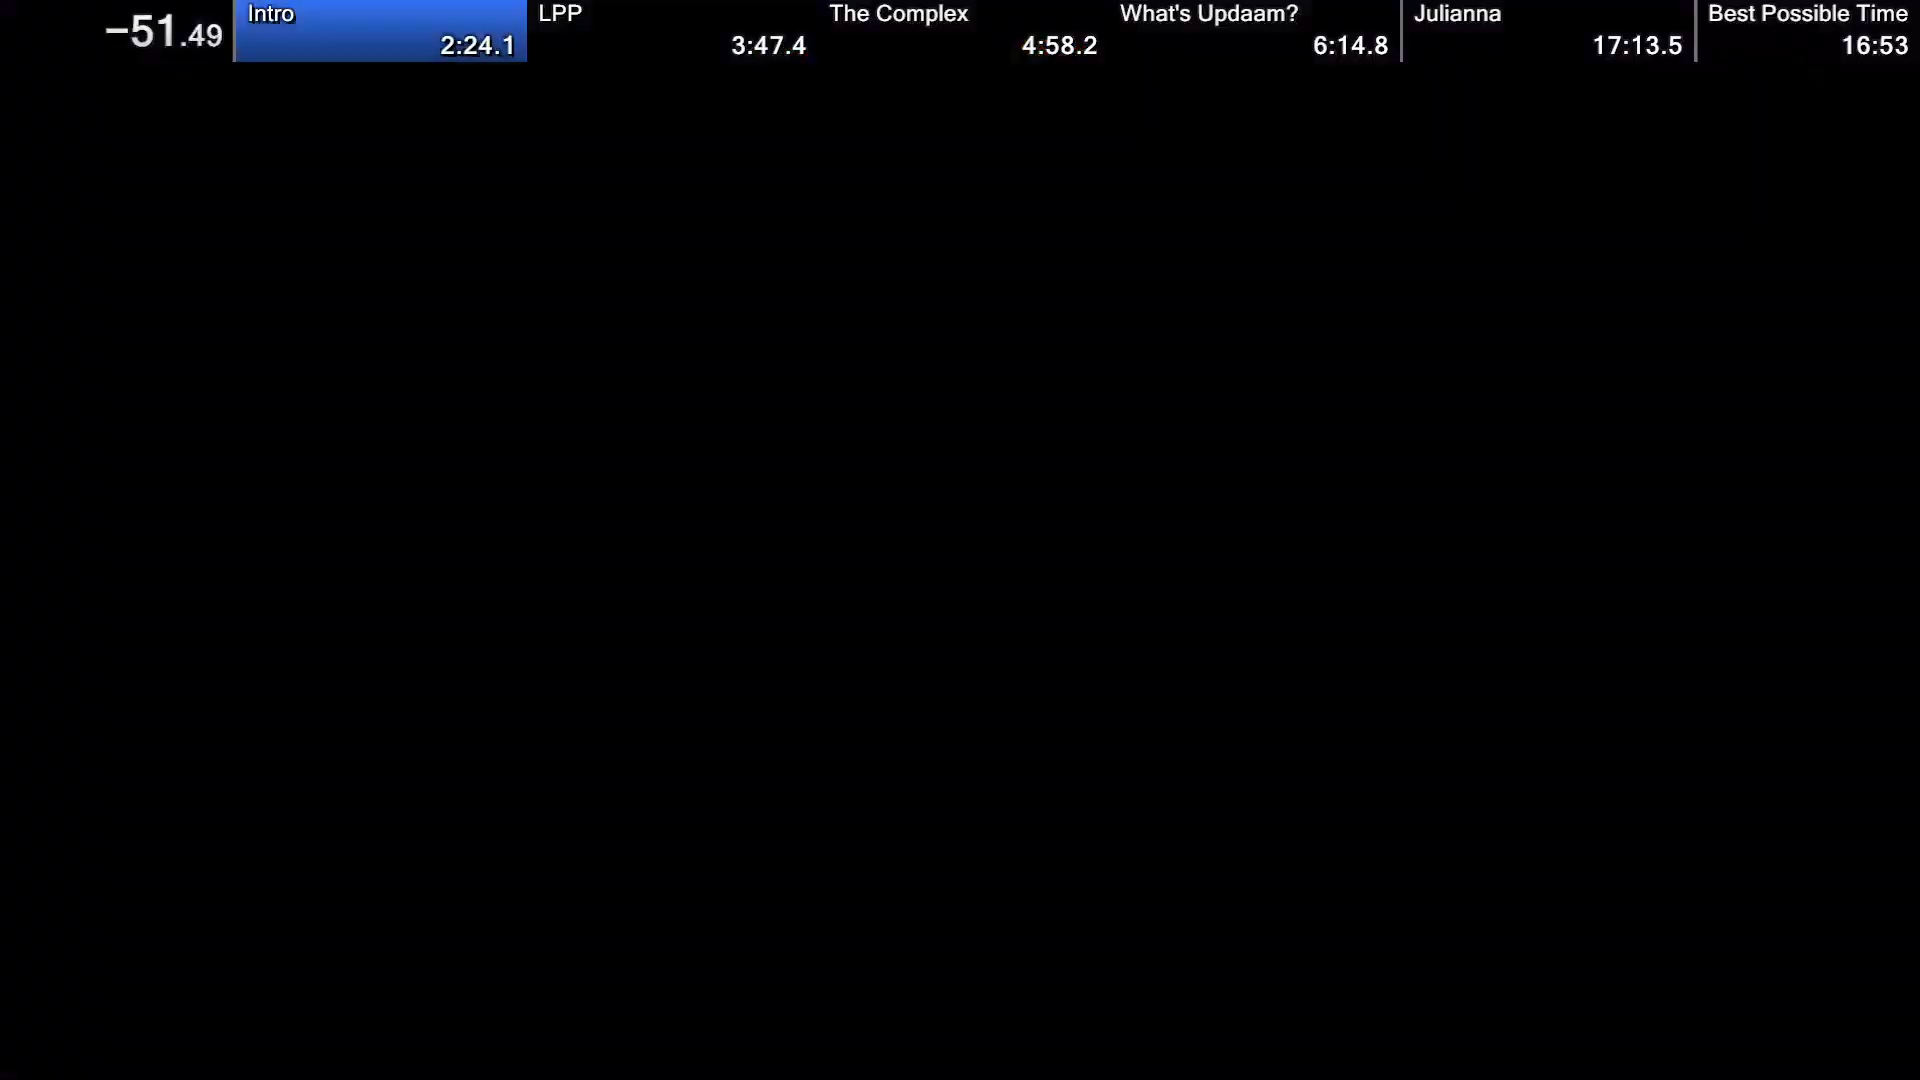 −51.49
Intro
2:24.1
LPP
3:47.4
The Complex
4:58.2
What's Updaam?
6:14.8
Julianna
17:13.5
Best Possible Time
16:53